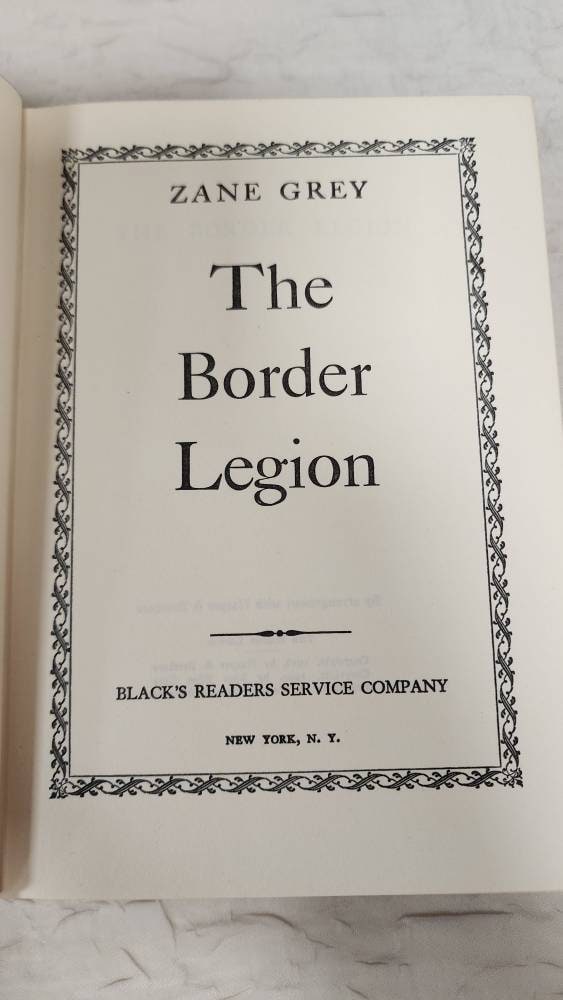 ZANE GREY
The
Border
Legion
BLACK'S READERS SERVICE COMPANY
NEW YORK, N. Y.